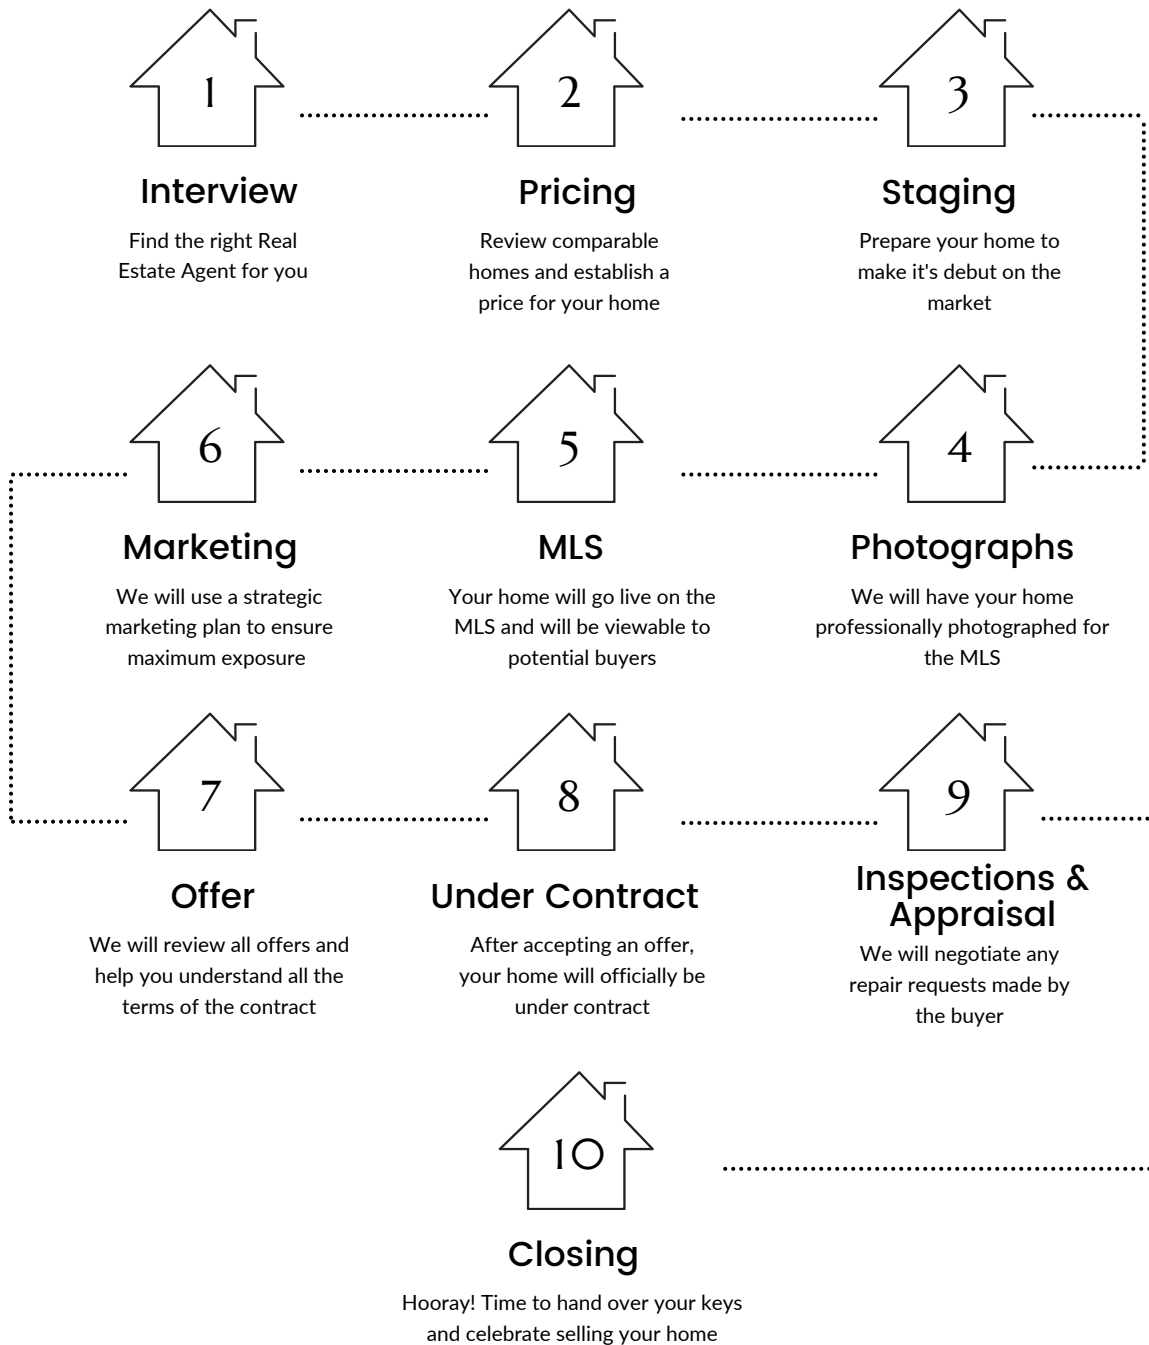 1
Interview
Find the right Real
Estate Agent for you
2
Pricing
Review comparable
homes and establish a
price for your home
3
Staging
Prepare your home to
make it's debut on the
market
4
Photographs
We will have your home
professionally photographed for
the MLS
5
MLS
Your home will go live on the
MLS and will be viewable to
potential buyers
6
Marketing
We will use a strategic
marketing plan to ensure
maximum exposure
7
Offer
We will review all offers and
help you understand all the
terms of the contract
8
Under Contract
After accepting an offer,
your home will officially be
under contract
9
Inspections &
Appraisal
We will negotiate any
repair requests made by
the buyer
10
Closing
Hooray! Time to hand over your keys
and celebrate selling your home